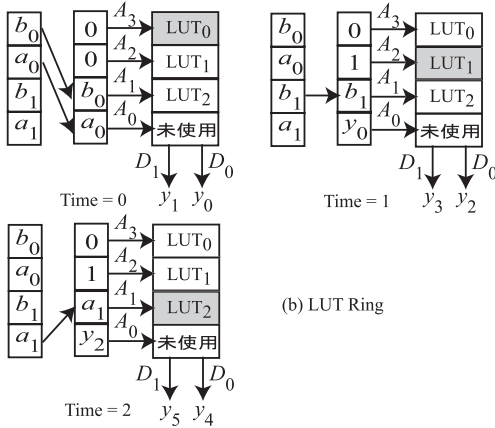 b₀ 0 A₃ LUT₀
a₀ 0 A₂ LUT₁
b₁ b₀ A₁ LUT₂
a₁ a₀ A₀ 未使用
D₁ D₀
y₁ y₀
Time = 0
b₀ 0 A₃ LUT₀
a₀ 1 A₂ LUT₁
b₁ b₁ A₁ LUT₂
a₁ y₀ A₀ 未使用
D₁ D₀
y₃ y₂
Time = 1
b₀ 0 A₃ LUT₀
a₀ 1 A₂ LUT₁
b₁ a₁ A₁ LUT₂
a₁ y₂ A₀ 未使用
D₁ D₀
y₅ y₄
Time = 2
(b) LUT Ring